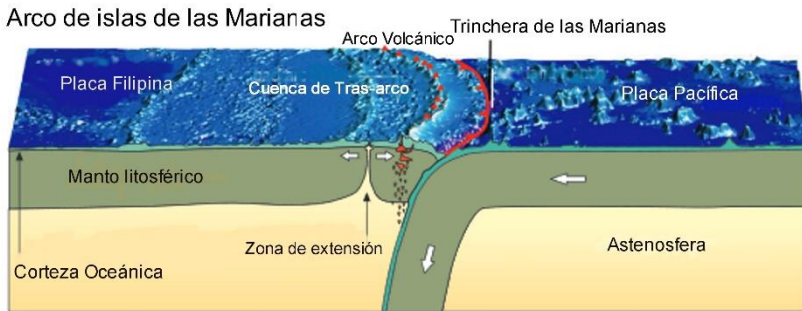 Arco de islas de las Marianas
Arco Volcánico
Trinchera de las Marianas
Placa Filipina
Cuenca de Tras-arco
Placa Pacífica
Manto litosférico
Zona de extensión
Astenosfera
Corteza Oceánica